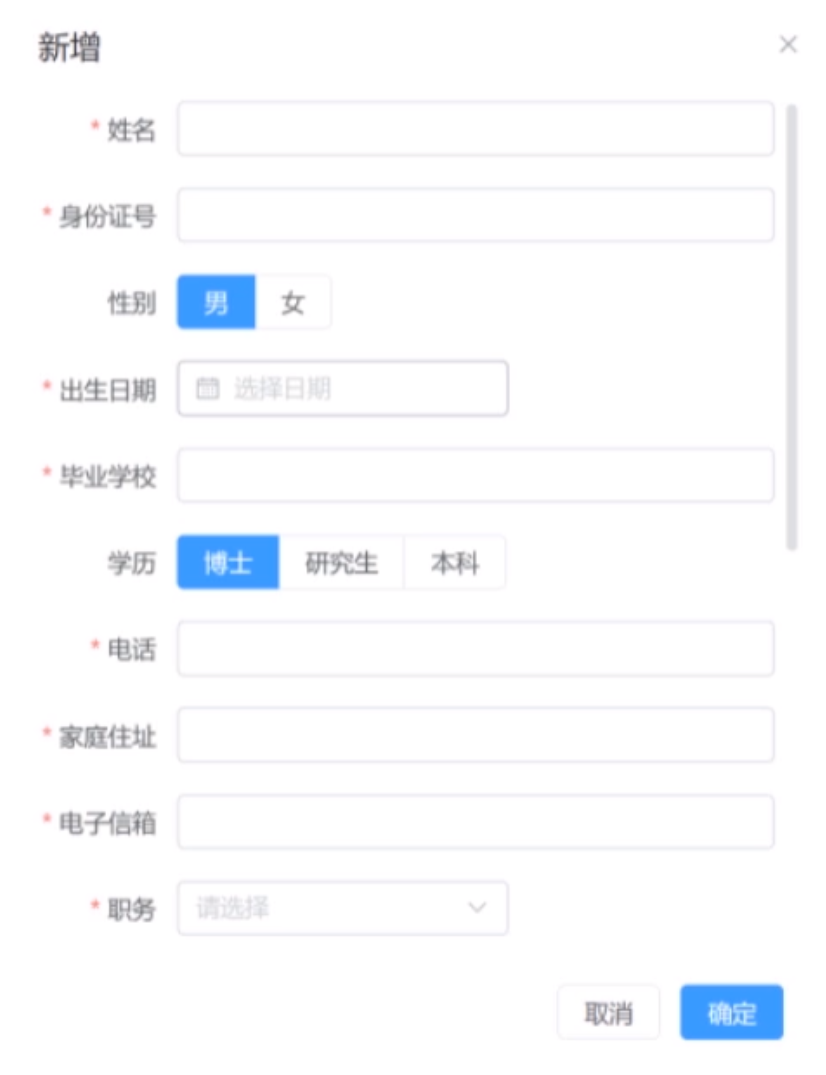 新增
* 姓名
* 身份证号
性别 男 女
* 出生日期 选择日期
* 毕业学校
学历 博士 研究生 本科
* 电话
* 家庭住址
* 电子信箱
* 职务 请选择
取消 确定